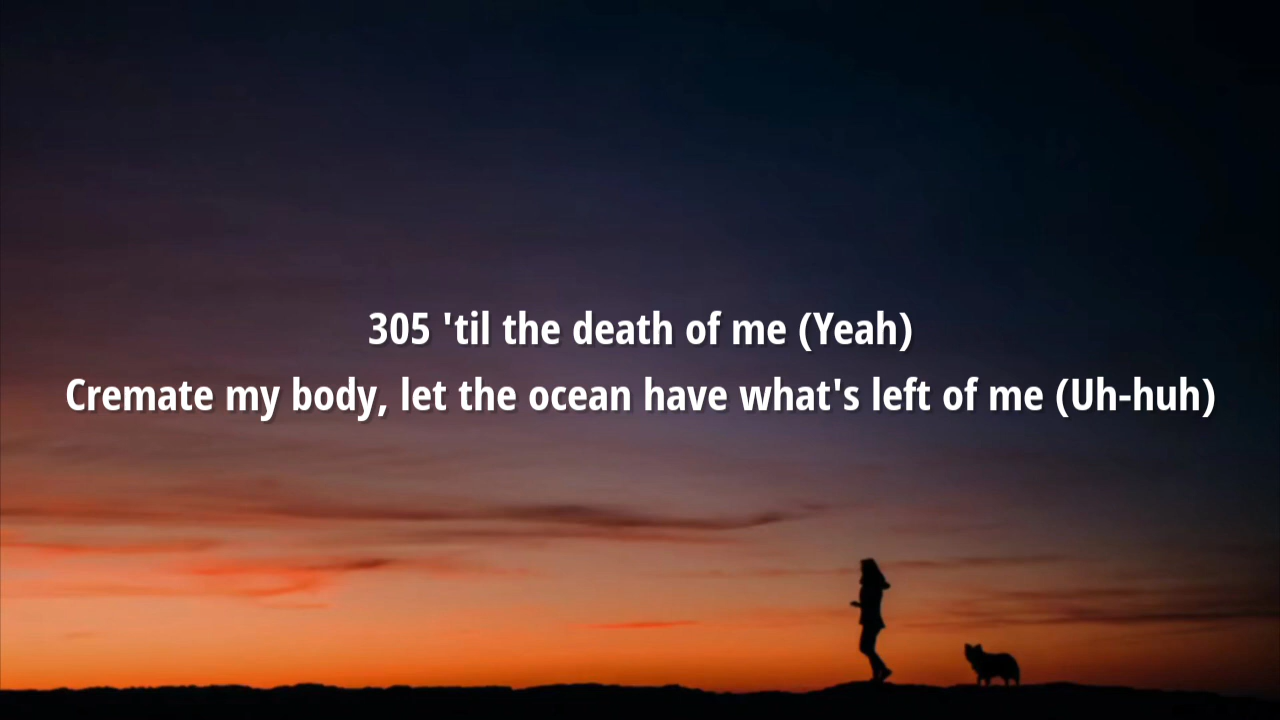 305 'til the death of me (Yeah)
Cremate my body, let the ocean have what's left of me (Uh-huh)